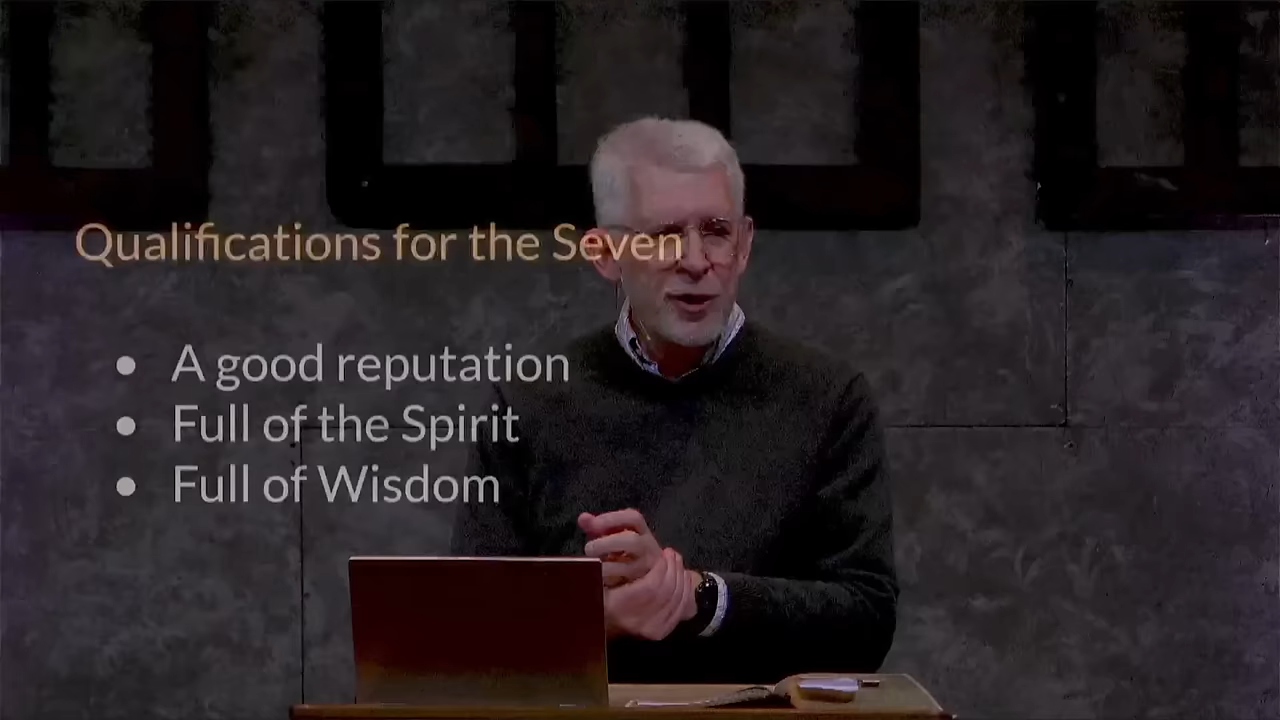 Qualifications for the Seven
● A good reputation
● Full of the Spirit
● Full of Wisdom